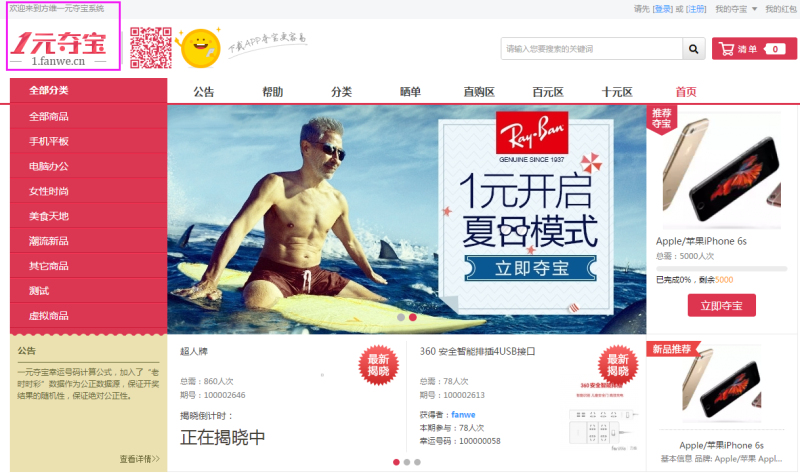 欢迎来到方维一元夺宝系统
请先 [登录] 或 [注册] 我的夺宝 我的红包
1元夺宝
1.fanwe.cn
下载APP夺宝更容易
请输入您要搜索的关键词
清单 0
全部分类
公告 帮助 分类 晒单 直购区 百元区 十元区 首页
全部商品
手机平板
电脑办公
女性时尚
美食天地
潮流新品
其它商品
测试
虚拟商品
Ray-Ban
GENUINE SINCE 1937
1元开启
夏日模式
立即夺宝
推荐
夺宝
Apple/苹果iPhone 6s
总需：5000人次
已完成0%，剩余5000
立即夺宝
公告
一元夺宝幸运号码计算公式，加入了“老
时时彩”数据作为公正数据源，保证开奖
结果的随机性，保证绝对公正性。
查看详情>>
超人牌
最新
揭晓
总需：860人次
期号：100002646
揭晓倒计时：
正在揭晓中
360 安全智能排插4USB接口
最新
揭晓
总需：78人次
期号：100002613
获得者：fanwe
本期参与：78人次
幸运号码：100000058
360安全智能排插
新品推荐
Apple/苹果iPhone 6s
基本信息 品牌: Apple/苹果 Appl...